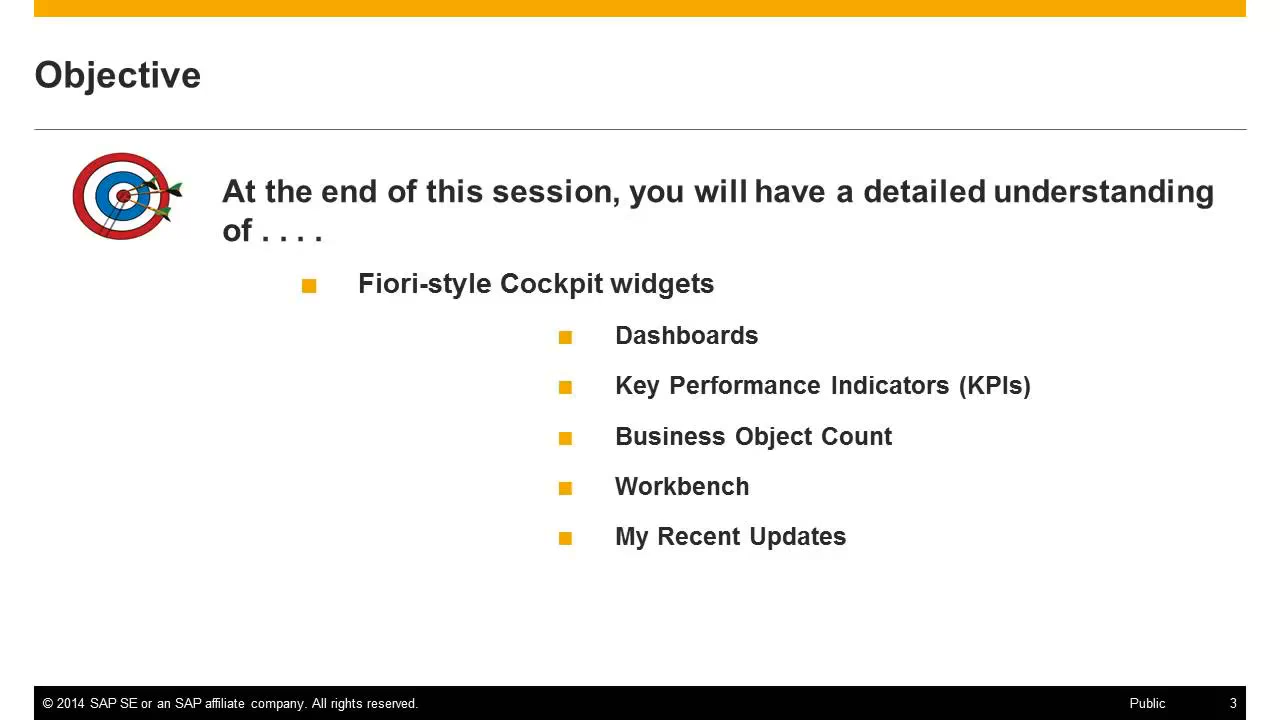 Objective
At the end of this session, you will have a detailed understanding
of . . . .
Fiori-style Cockpit widgets
Dashboards
Key Performance Indicators (KPIs)
Business Object Count
Workbench
My Recent Updates
© 2014 SAP SE or an SAP affiliate company. All rights reserved. Public 3